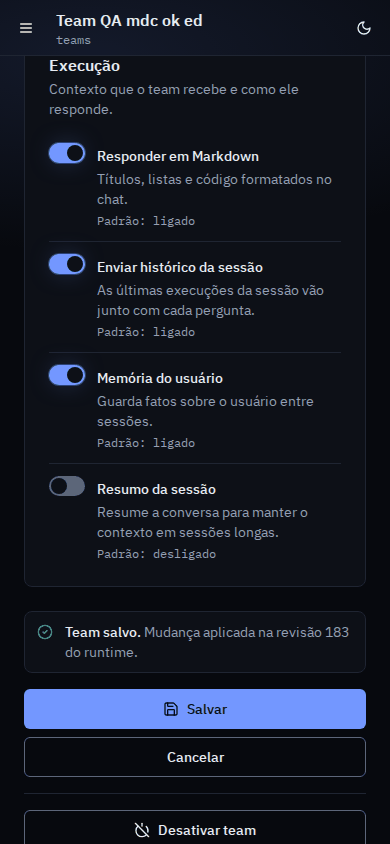 Team QA mdc ok ed
teams
Execução
Contexto que o team recebe e como ele
responde.
Responder em Markdown
Títulos, listas e código formatados no
chat.
Padrão: ligado
Enviar histórico da sessão
As últimas execuções da sessão vão
junto com cada pergunta.
Padrão: ligado
Memória do usuário
Guarda fatos sobre o usuário entre
sessões.
Padrão: ligado
Resumo da sessão
Resume a conversa para manter o
contexto em sessões longas.
Padrão: desligado
Team salvo. Mudança aplicada na revisão 183
do runtime.
Salvar
Cancelar
Desativar team